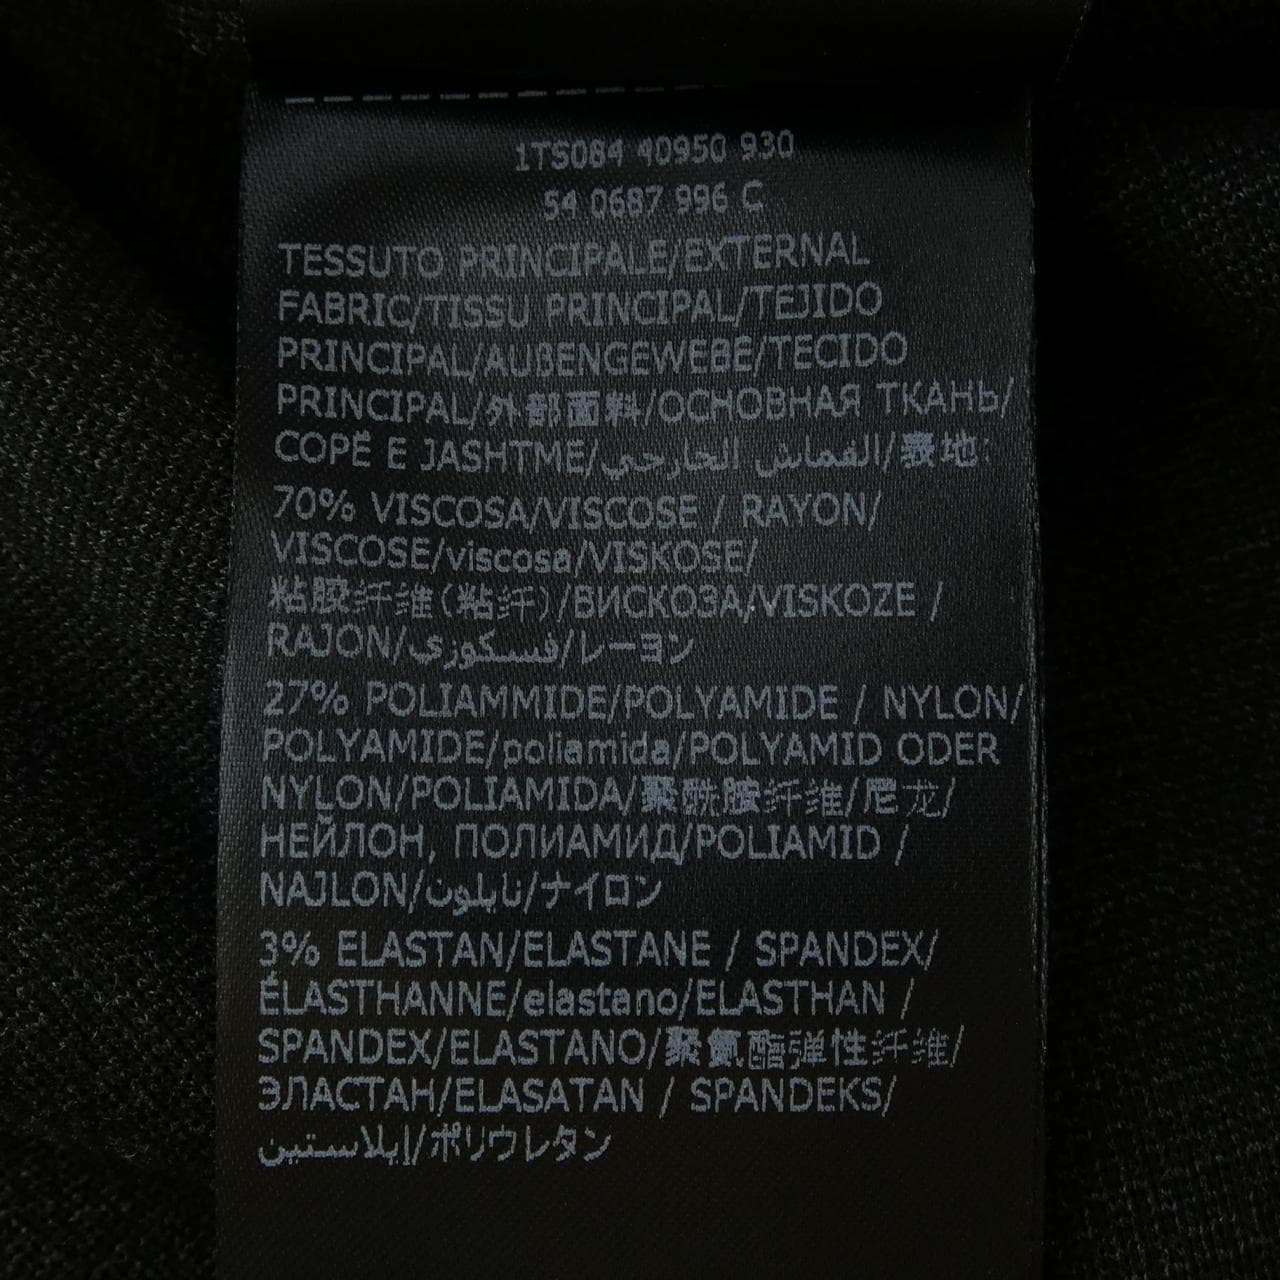 1TS084 40950 930
54 0687 996 C
TESSUTO PRINCIPALE/EXTERNAL
FABRIC/TISSU PRINCIPAL/TEJIDO
PRINCIPAL/AUßENGEWEBE/TECIDO
PRINCIPAL/外部面料/ОСНОВНАЯ ТКАНЬ/
COPË E JASHTME/القماش الخارجي/表地:
70% VISCOSA/VISCOSE / RAYON/
VISCOSE/viscosa/VISKOSE/
粘胶纤维(粘纤)/ВИСКОЗА/VISKOZE /
RAJON/فسكوزي/レーヨン
27% POLIAMMIDE/POLYAMIDE / NYLON/
POLYAMIDE/poliamida/POLYAMID ODER
NYLON/POLIAMIDA/聚酰胺纤维/尼龙/
НЕЙЛОН, ПОЛИАМИД/POLIAMID /
NAJLON/نايلون/ナイロン
3% ELASTAN/ELASTANE / SPANDEX/
ÉLASTHANNE/elastano/ELASTHAN /
SPANDEX/ELASTANO/聚氨酯弹性纤维/
ЭЛАСТАН/ELASATAN / SPANDEKS/
إيلاستين/ポリウレタン